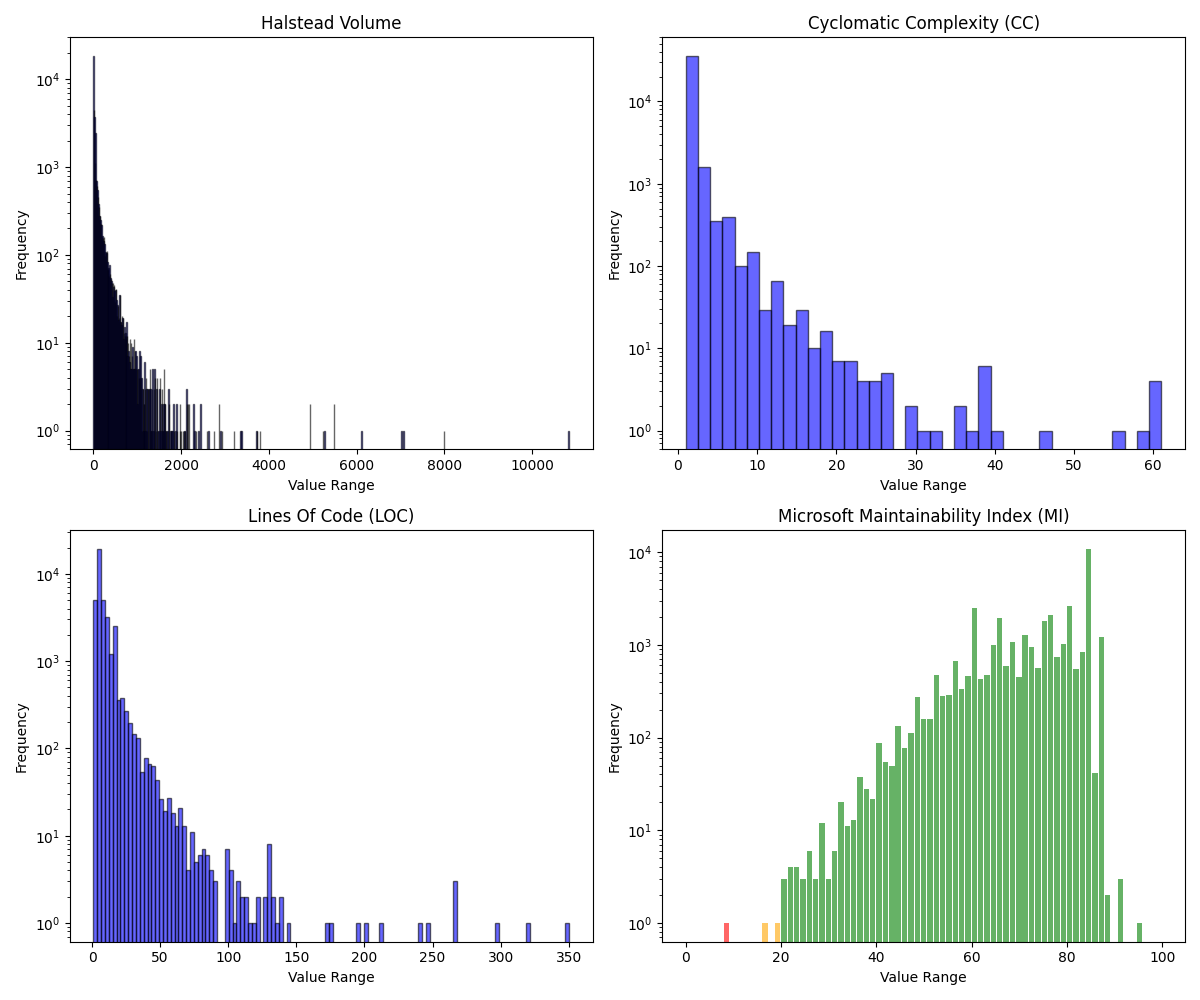 Halstead Volume
Frequency
10⁴
10³
10²
10¹
10⁰
0 2000 4000 6000 8000 10000
Value Range
Cyclomatic Complexity (CC)
Frequency
10⁴
10³
10²
10¹
10⁰
0 10 20 30 40 50 60
Value Range
Lines Of Code (LOC)
Frequency
10⁴
10³
10²
10¹
10⁰
0 50 100 150 200 250 300 350
Value Range
Microsoft Maintainability Index (MI)
Frequency
10⁴
10³
10²
10¹
10⁰
0 20 40 60 80 100
Value Range